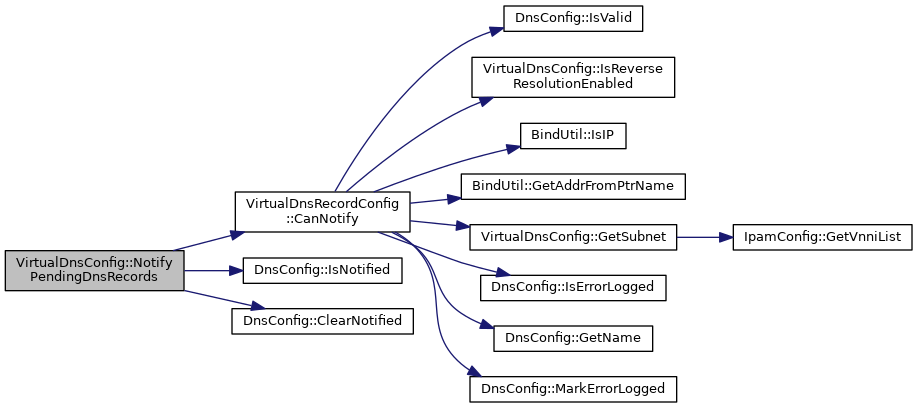 DnsConfig::IsValid
VirtualDnsConfig::IsReverse
ResolutionEnabled
BindUtil::IsIP
BindUtil::GetAddrFromPtrName
VirtualDnsRecordConfig
::CanNotify
VirtualDnsConfig::GetSubnet
IpamConfig::GetVnniList
VirtualDnsConfig::Notify
PendingDnsRecords
DnsConfig::IsNotified
DnsConfig::IsErrorLogged
DnsConfig::ClearNotified
DnsConfig::GetName
DnsConfig::MarkErrorLogged